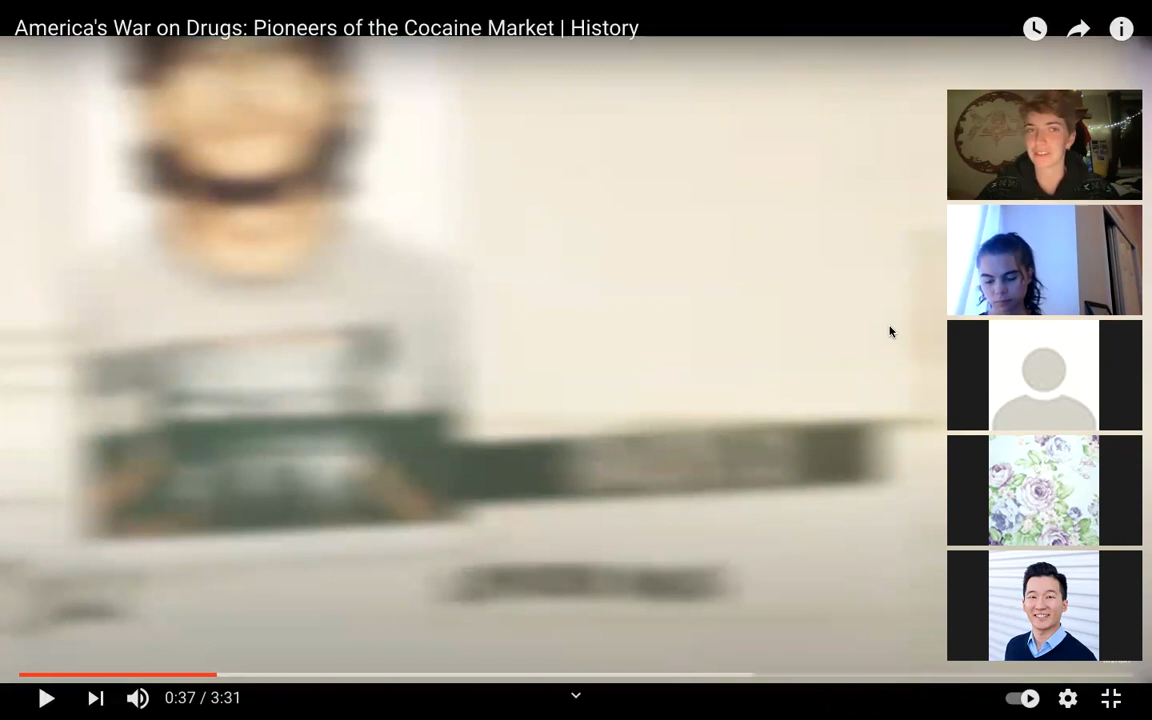 America's War on Drugs: Pioneers of the Cocaine Market | History
0:37 / 3:31